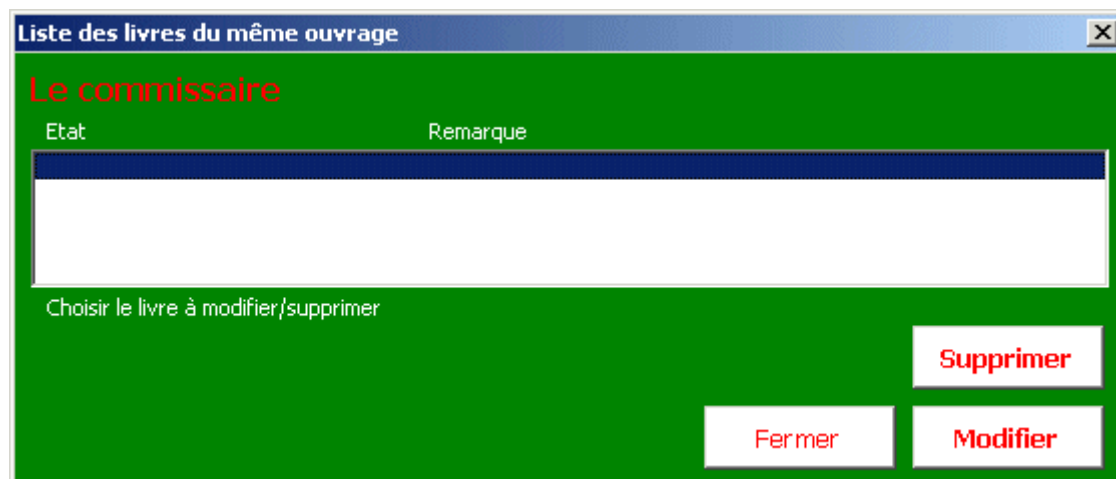 Liste des livres du même ouvrage
Le commissaire
Etat Remarque
Choisir le livre à modifier/supprimer
Supprimer
Fermer Modifier